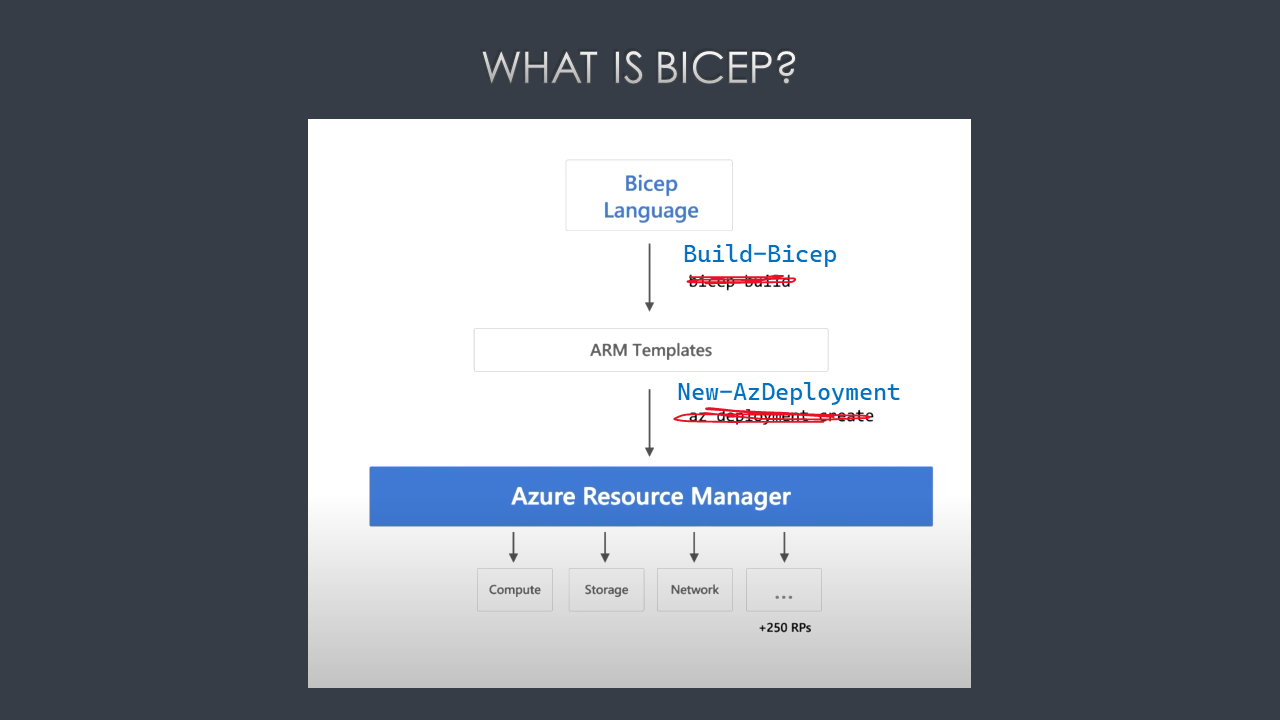 WHAT IS BICEP?
Bicep
Language
Build-Bicep
bicep build
ARM Templates
New-AzDeployment
az deployment create
Azure Resource Manager
Compute
Storage
Network
...
+250 RPs